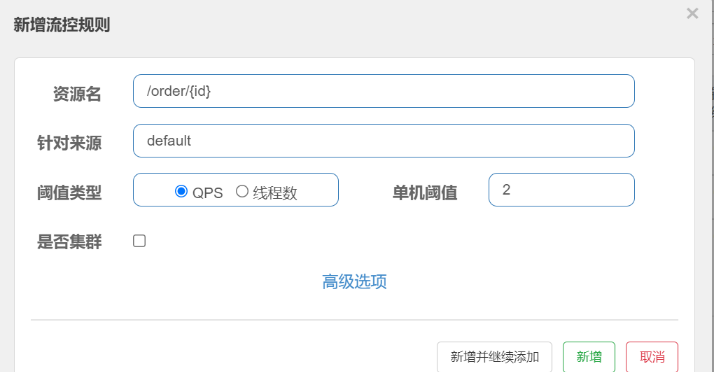 新增流控规则
×
资源名 /order/{id}
针对来源 default
阈值类型 QPS 线程数 单机阈值 2
是否集群
高级选项
新增并继续添加 新增 取消